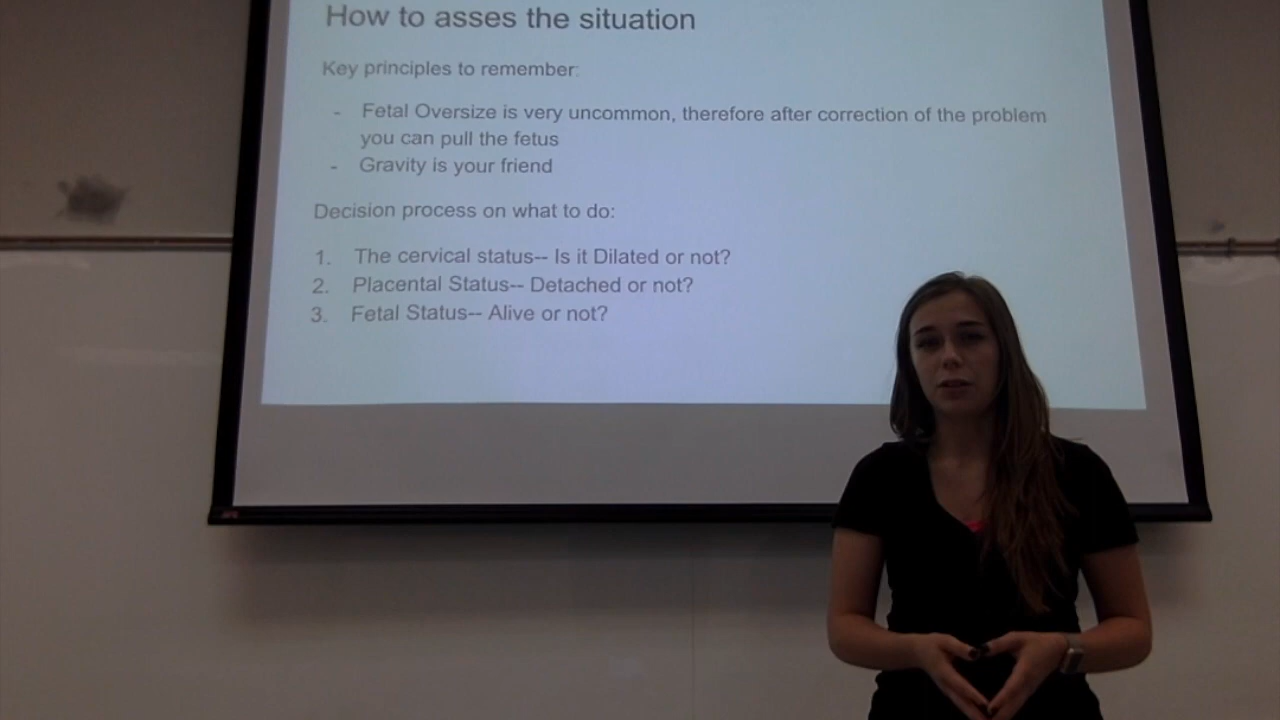 How to asses the situation
Key principles to remember:
- Fetal Oversize is very uncommon, therefore after correction of the problem
you can pull the fetus
- Gravity is your friend
Decision process on what to do:
1. The cervical status-- Is it Dilated or not?
2. Placental Status-- Detached or not?
3. Fetal Status-- Alive or not?